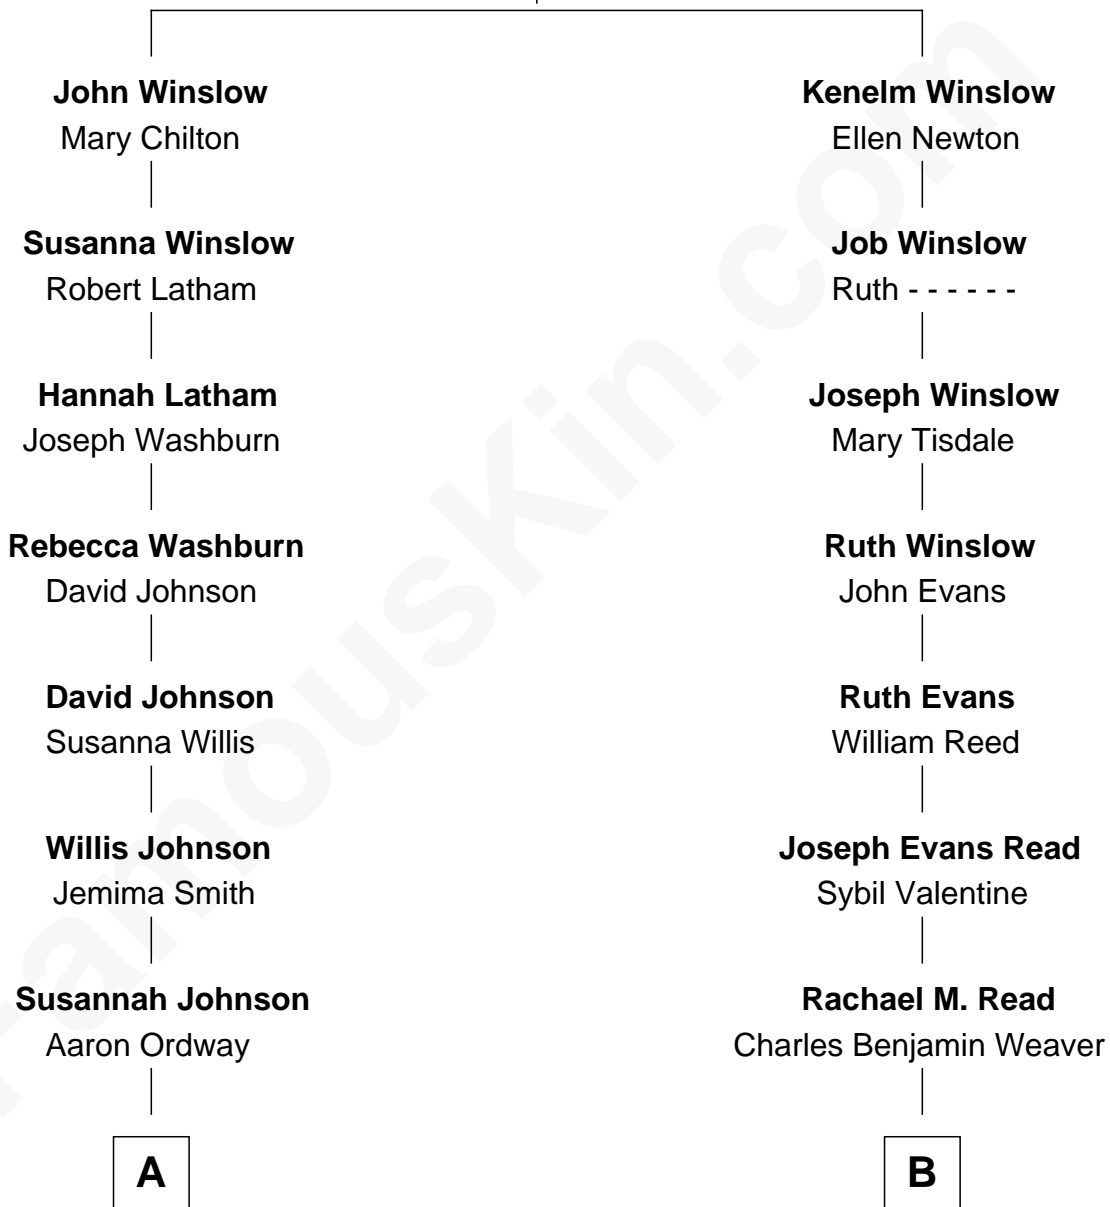 John Winslow
Mary Chilton
Susanna Winslow
Robert Latham
Hannah Latham
Joseph Washburn
Rebecca Washburn
David Johnson
David Johnson
Susanna Willis
Willis Johnson
Jemima Smith
Susannah Johnson
Aaron Ordway
A
Kenelm Winslow
Ellen Newton
Job Winslow
Ruth - - - - - -
Joseph Winslow
Mary Tisdale
Ruth Winslow
John Evans
Ruth Evans
William Reed
Joseph Evans Read
Sybil Valentine
Rachael M. Read
Charles Benjamin Weaver
B
FamousKin.com